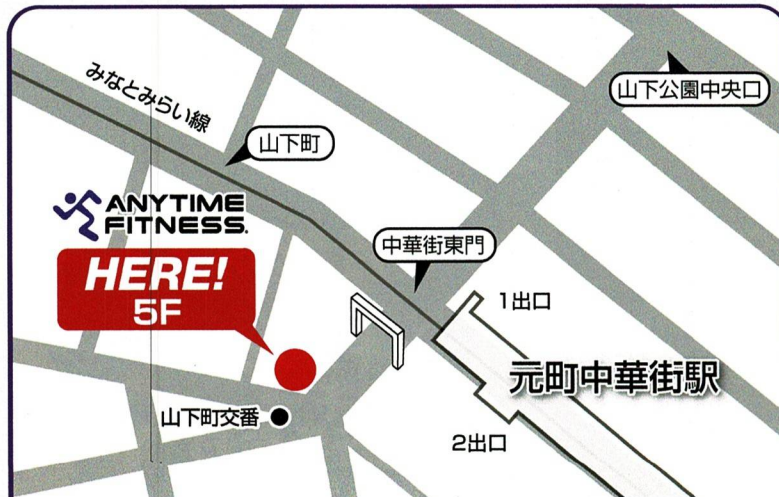 みなとみらい線
山下公園中央口
山下町
ANYTIME
FITNESS.
中華街東門
HERE!
5F
1出口
元町中華街駅
山下町交番
2出口